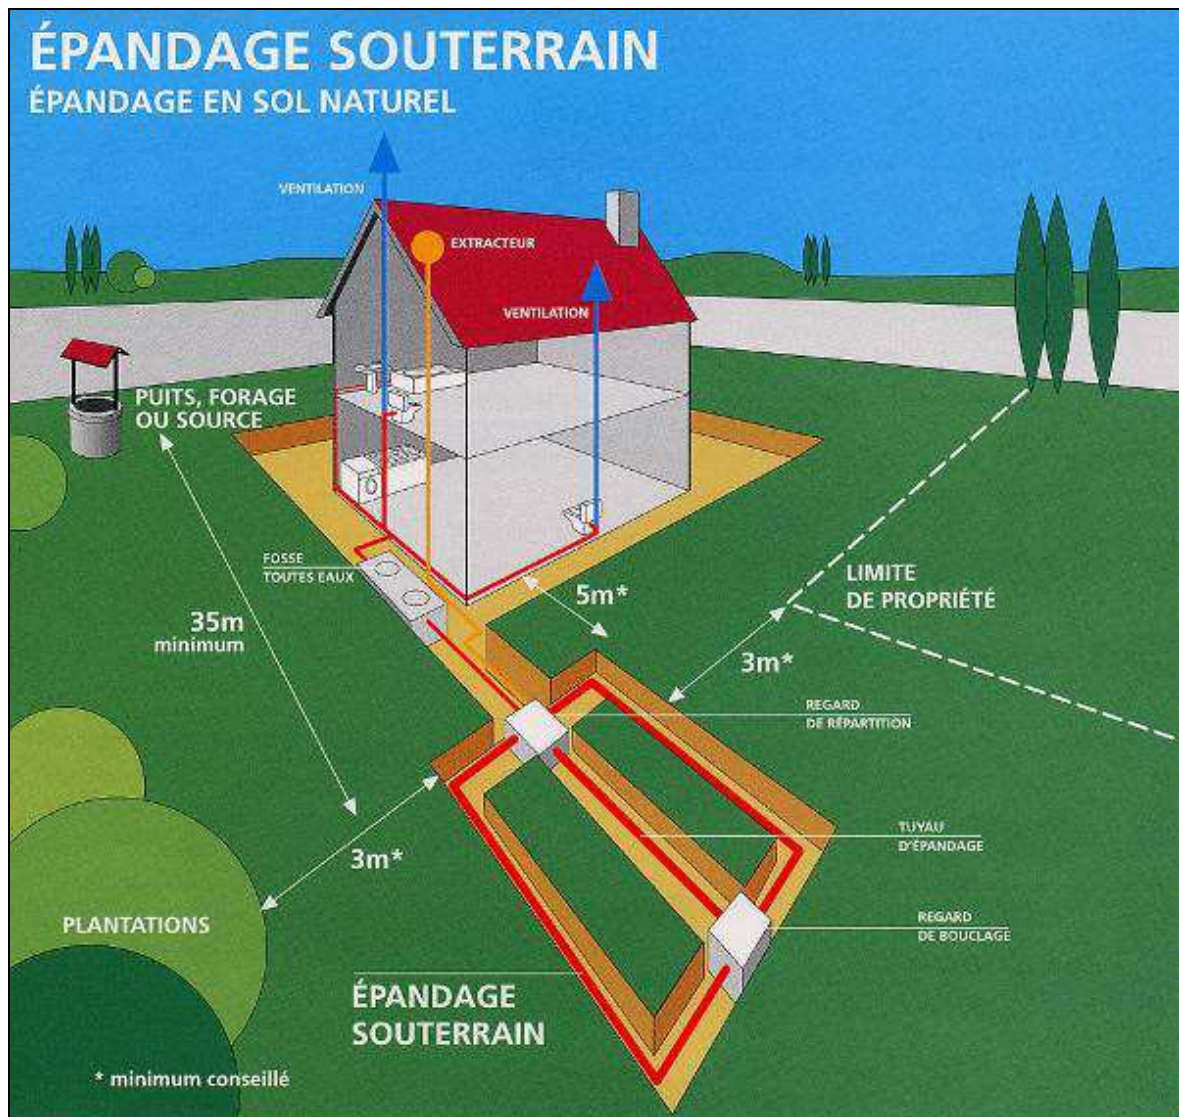 ÉPANDAGE SOUTERRAIN
ÉPANDAGE EN SOL NATUREL
VENTILATION
EXTRACTEUR
VENTILATION
PUITS, FORAGE
OU SOURCE
FOSSE
TOUTES EAUX
35m
minimum
5m*
LIMITE
DE PROPRIÉTÉ
3m*
REGARD
DE RÉPARTITION
TUYAU
D'ÉPANDAGE
3m*
PLANTATIONS
REGARD
DE BOUCLAGE
ÉPANDAGE
SOUTERRAIN
* minimum conseillé